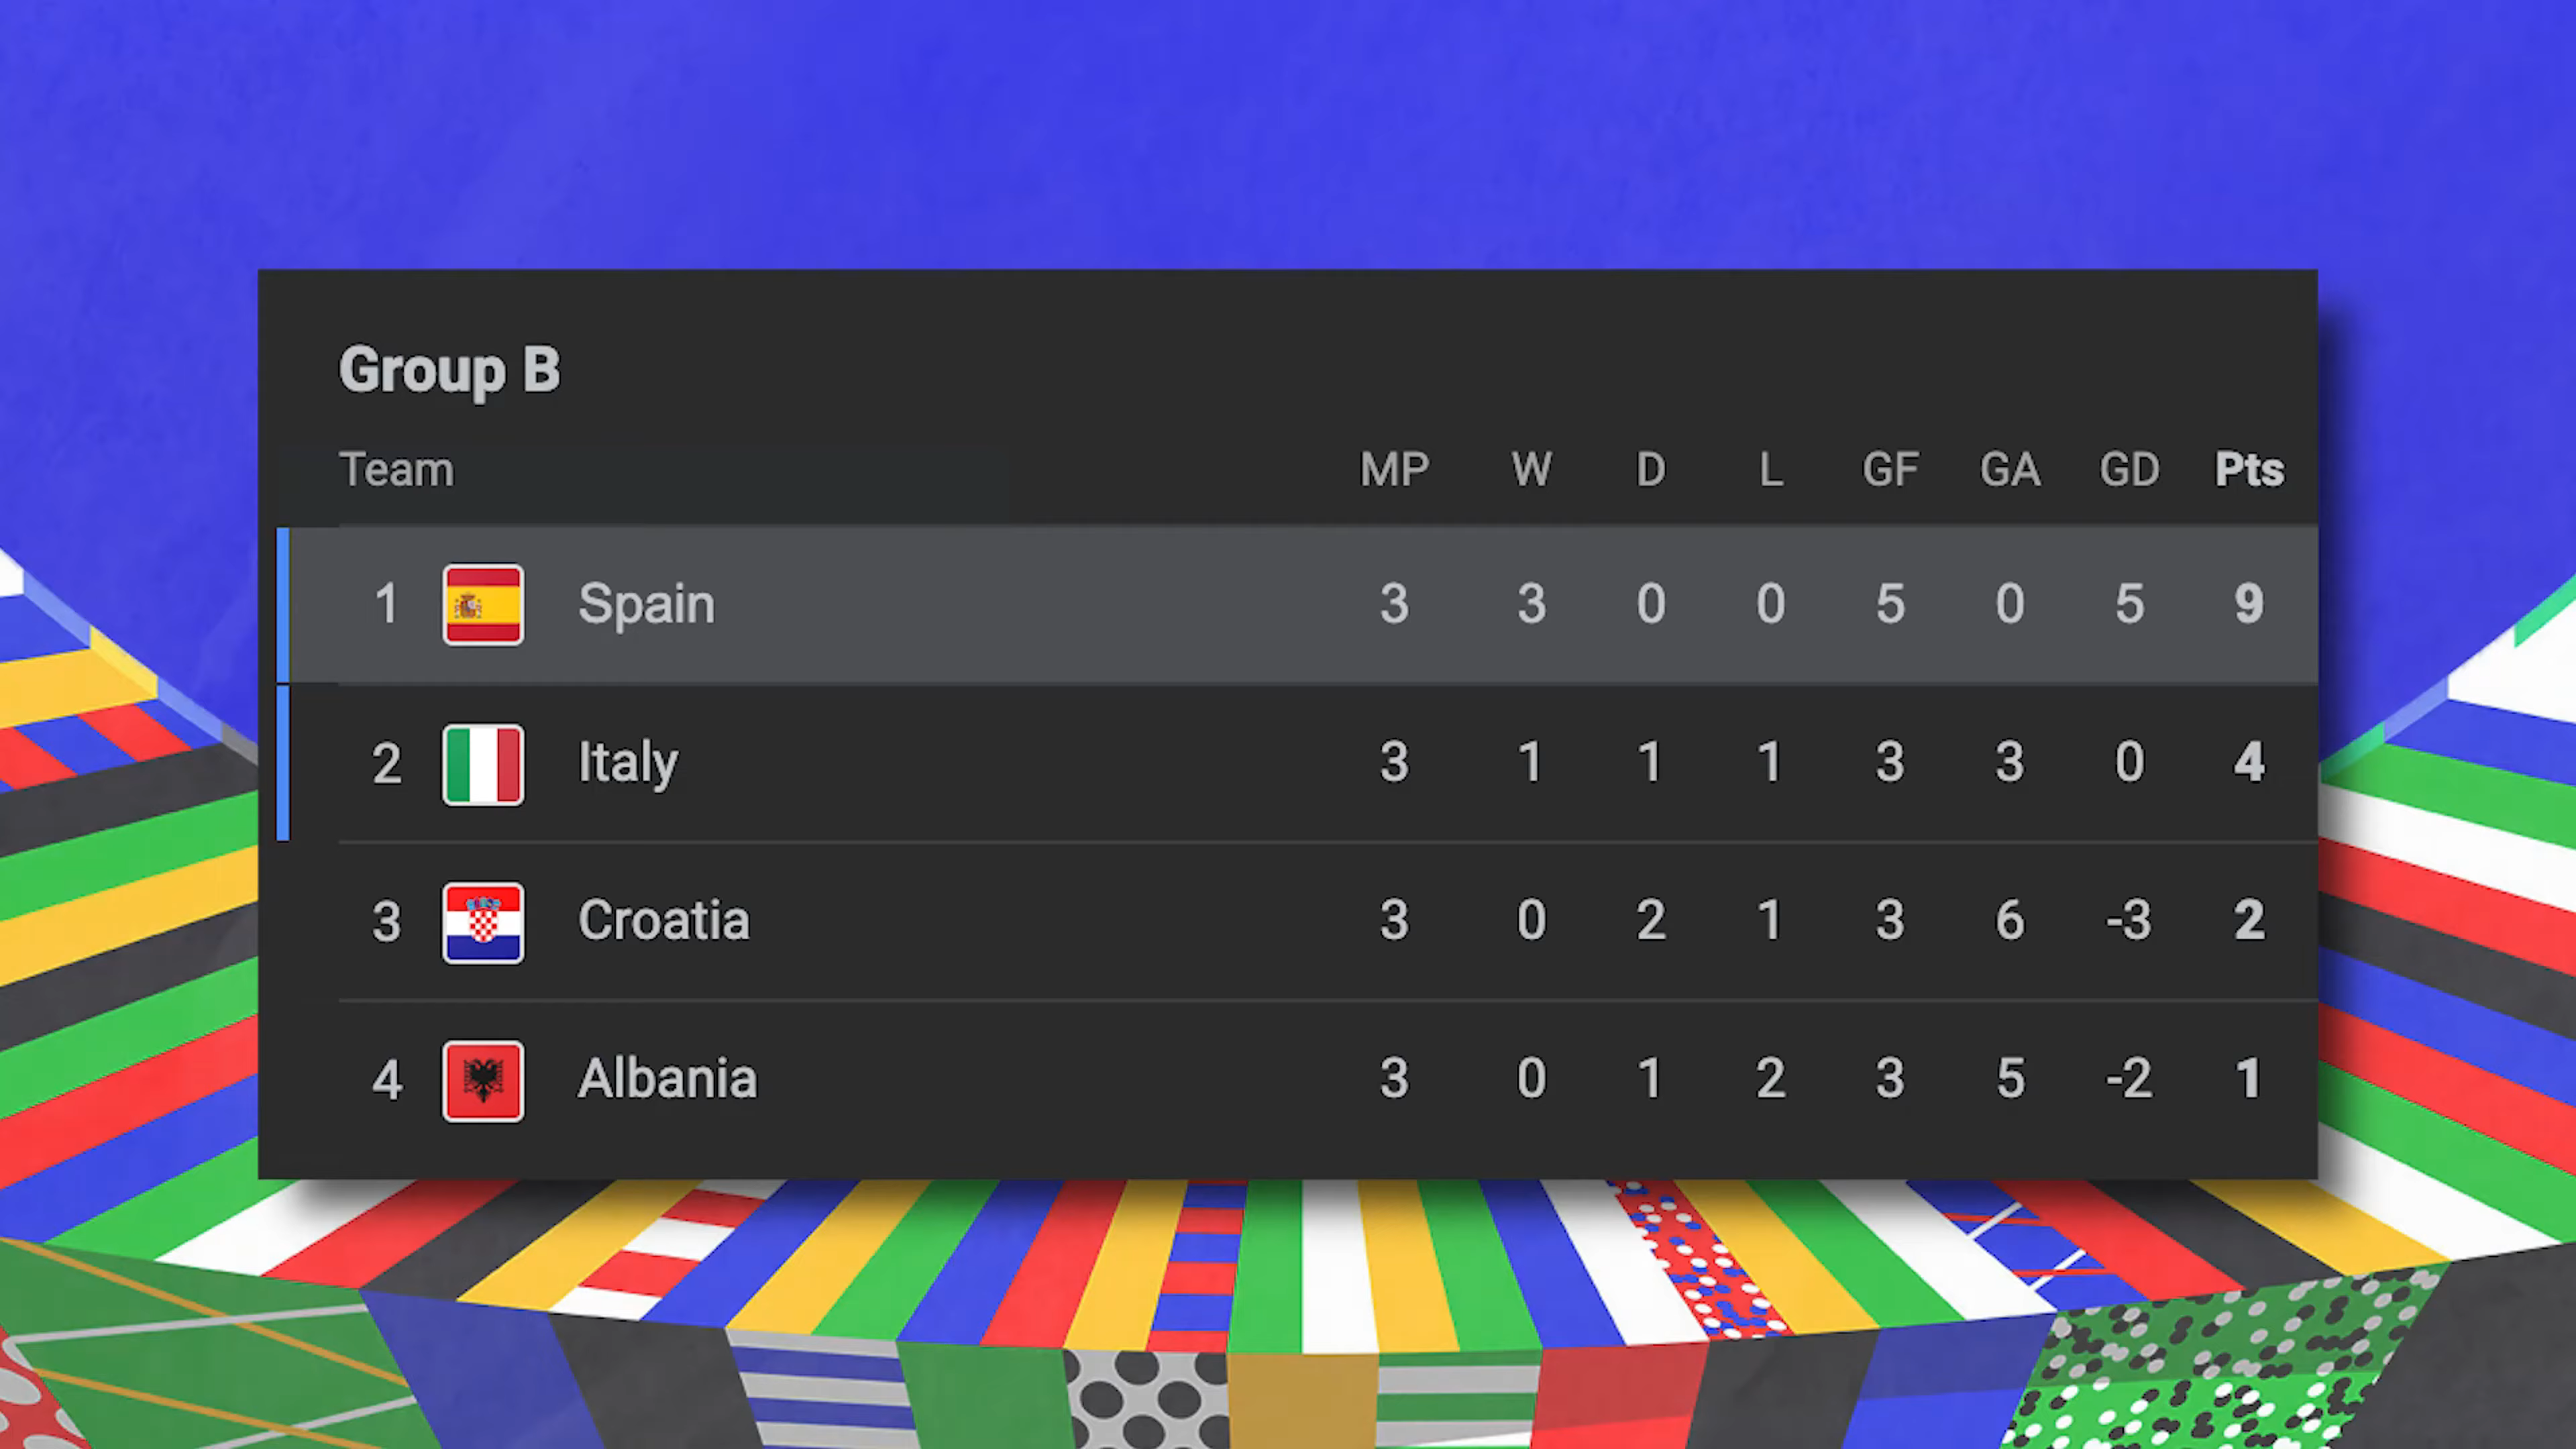 Group B
Team MP W D L GF GA GD Pts
1 Spain 3 3 0 0 5 0 5 9
2 Italy 3 1 1 1 3 3 0 4
3 Croatia 3 0 2 1 3 6 -3 2
4 Albania 3 0 1 2 3 5 -2 1